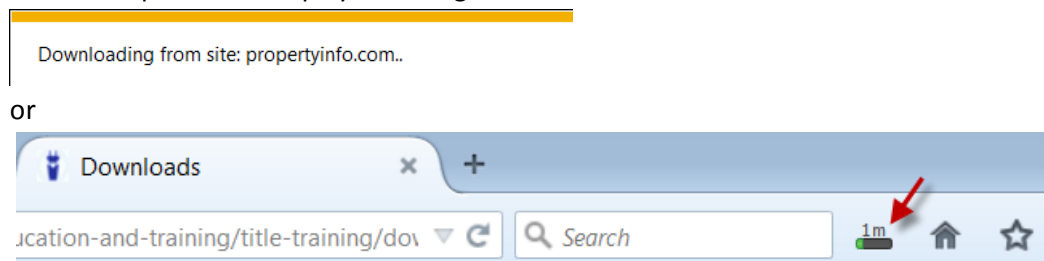 Downloading from site: propertyinfo.com..
or
Downloads
ucation-and-training/title-training/dov
Search
1m